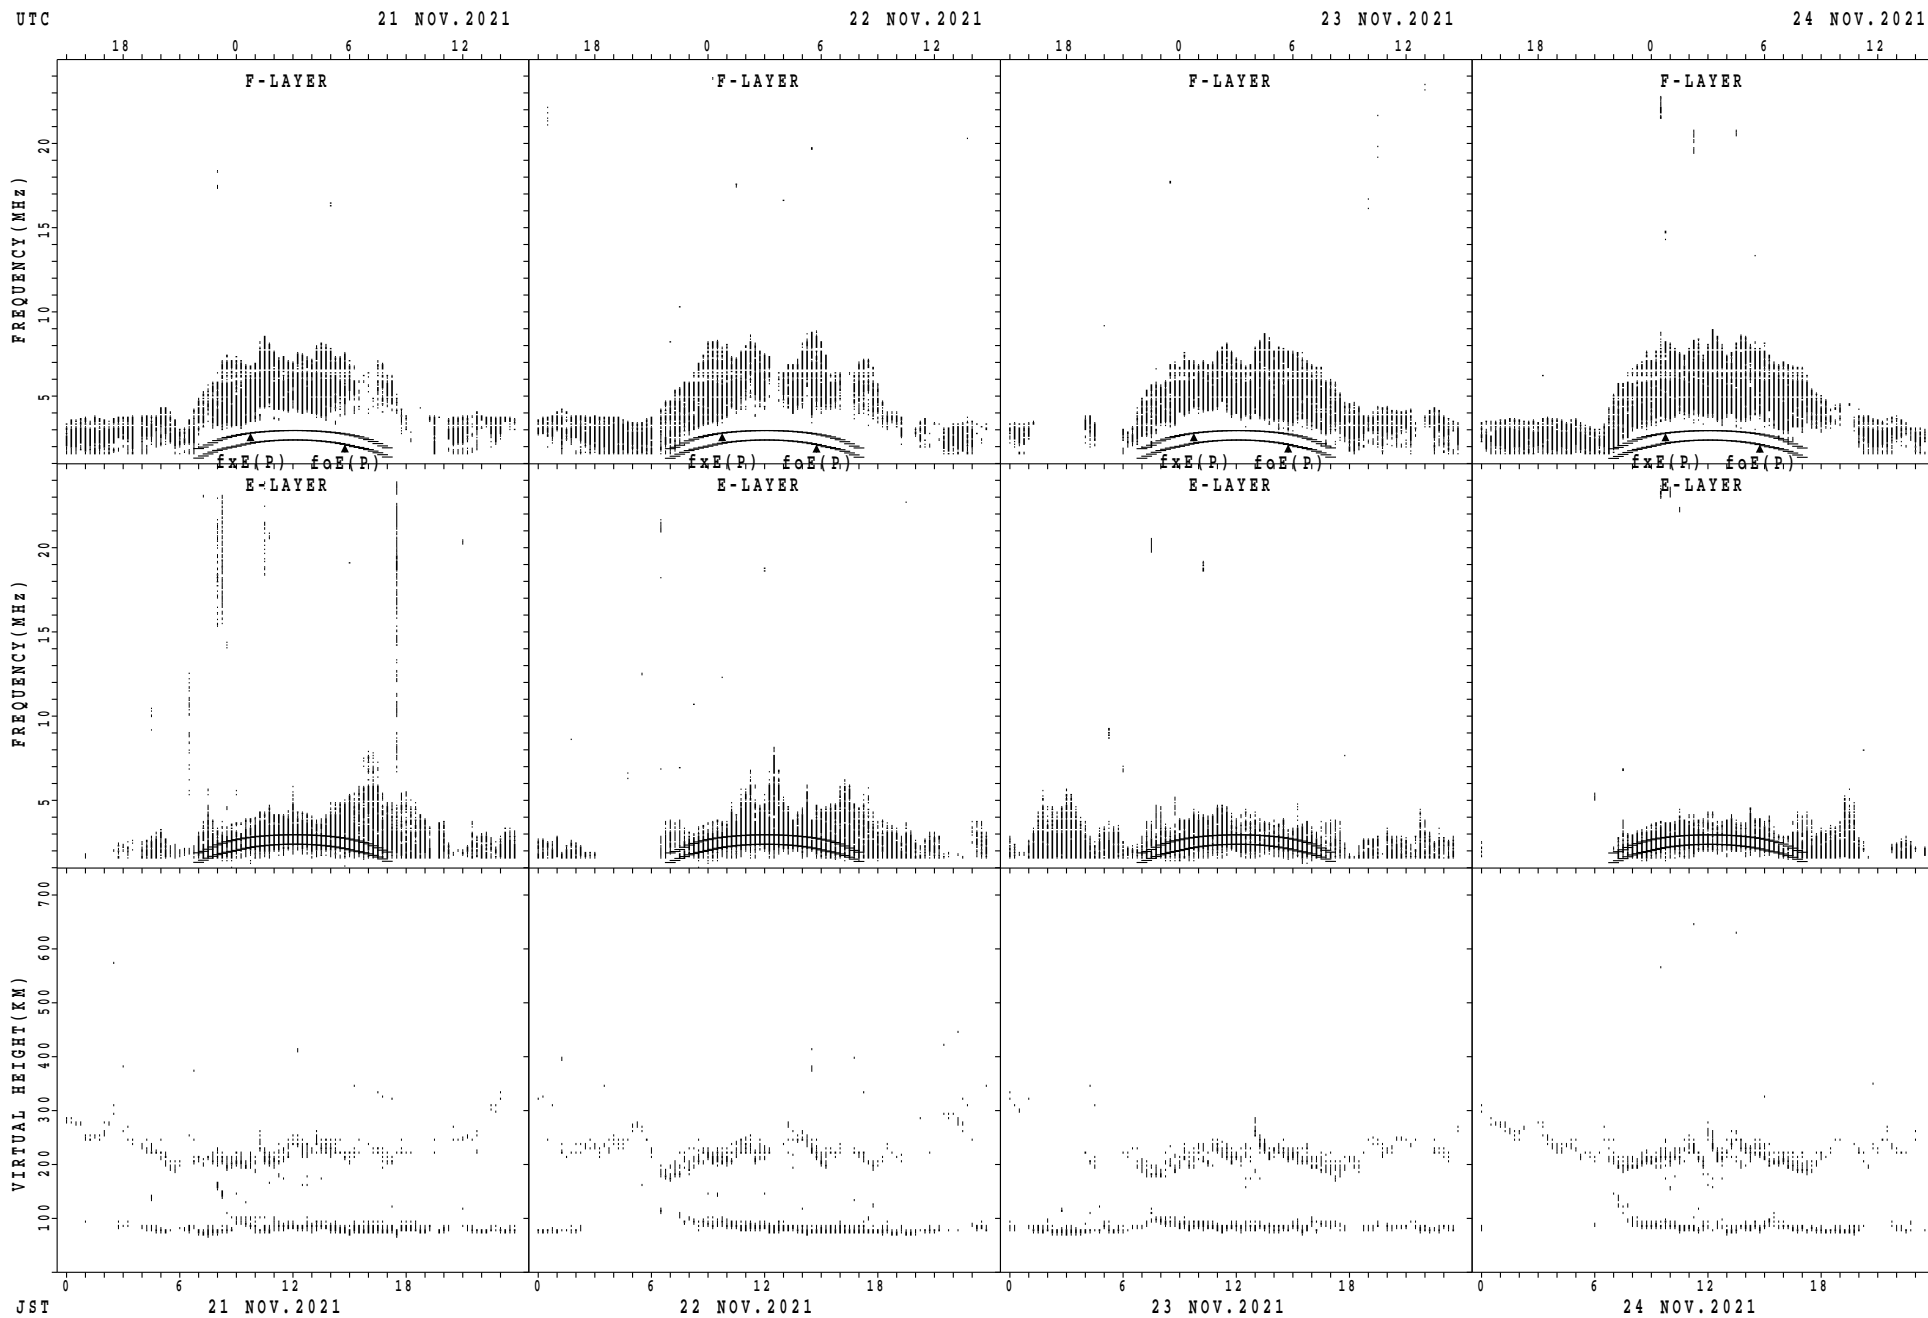 UTC 21 NOV.2021 22 NOV.2021 23 NOV.2021 24 NOV.2021
18 0 6 12 18 0 6 12 18 0 6 12 18 0 6 12
F-LAYER F-LAYER F-LAYER F-LAYER
FREQUENCY(MHz)
20
15
10
5
fxE(P) foE(P) fxE(P) foE(P) fxE(P) foE(P) fxE(P) foE(P)
E-LAYER E-LAYER E-LAYER E-LAYER
FREQUENCY(MHz)
20
15
10
5
VIRTUAL HEIGHT(KM)
700
600
500
400
300
200
100
0 6 12 18 0 6 12 18 0 6 12 18 0 6 12 18
JST 21 NOV.2021 22 NOV.2021 23 NOV.2021 24 NOV.2021